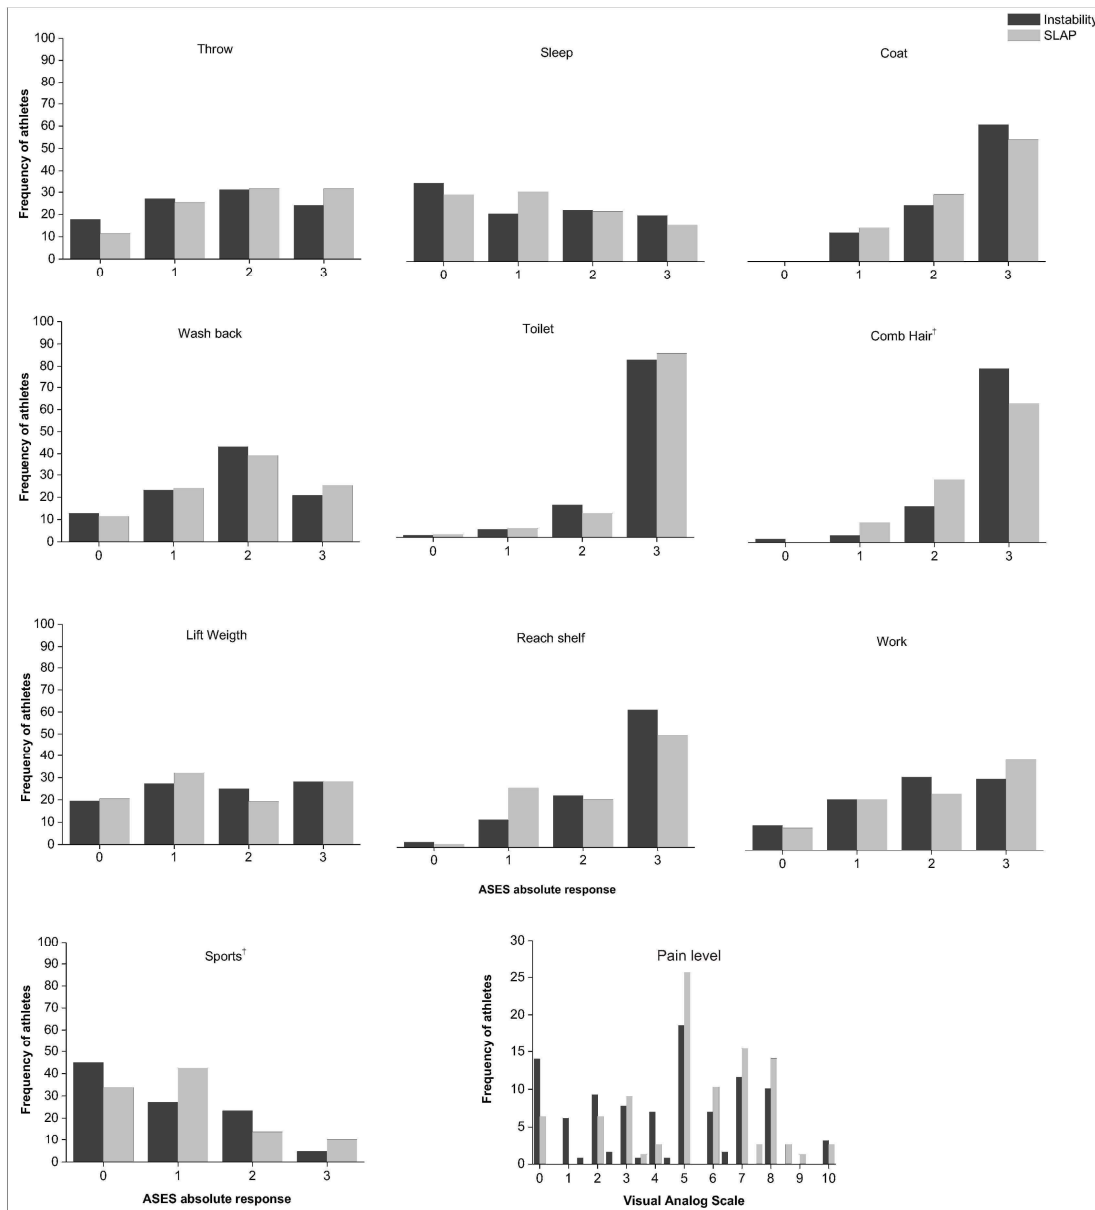 Instability
SLAP
Throw
Sleep
Coat
Frequency of athletes
100
90
80
70
60
50
40
30
20
10
0
0 1 2 3
0 1 2 3
0 1 2 3
Wash back
Toilet
Comb Hair†
Frequency of athletes
100
90
80
70
60
50
40
30
20
10
0
0 1 2 3
0 1 2 3
0 1 2 3
Lift Weigth
Reach shelf
Work
Frequency of athletes
100
90
80
70
60
50
40
30
20
10
0
0 1 2 3
0 1 2 3
0 1 2 3
ASES absolute response
Sports†
Frequency of athletes
100
90
80
70
60
50
40
30
20
10
0
0 1 2 3
ASES absolute response
Pain level
Frequency of athletes
30
25
20
15
10
5
0
0 1 2 3 4 5 6 7 8 9 10
Visual Analog Scale